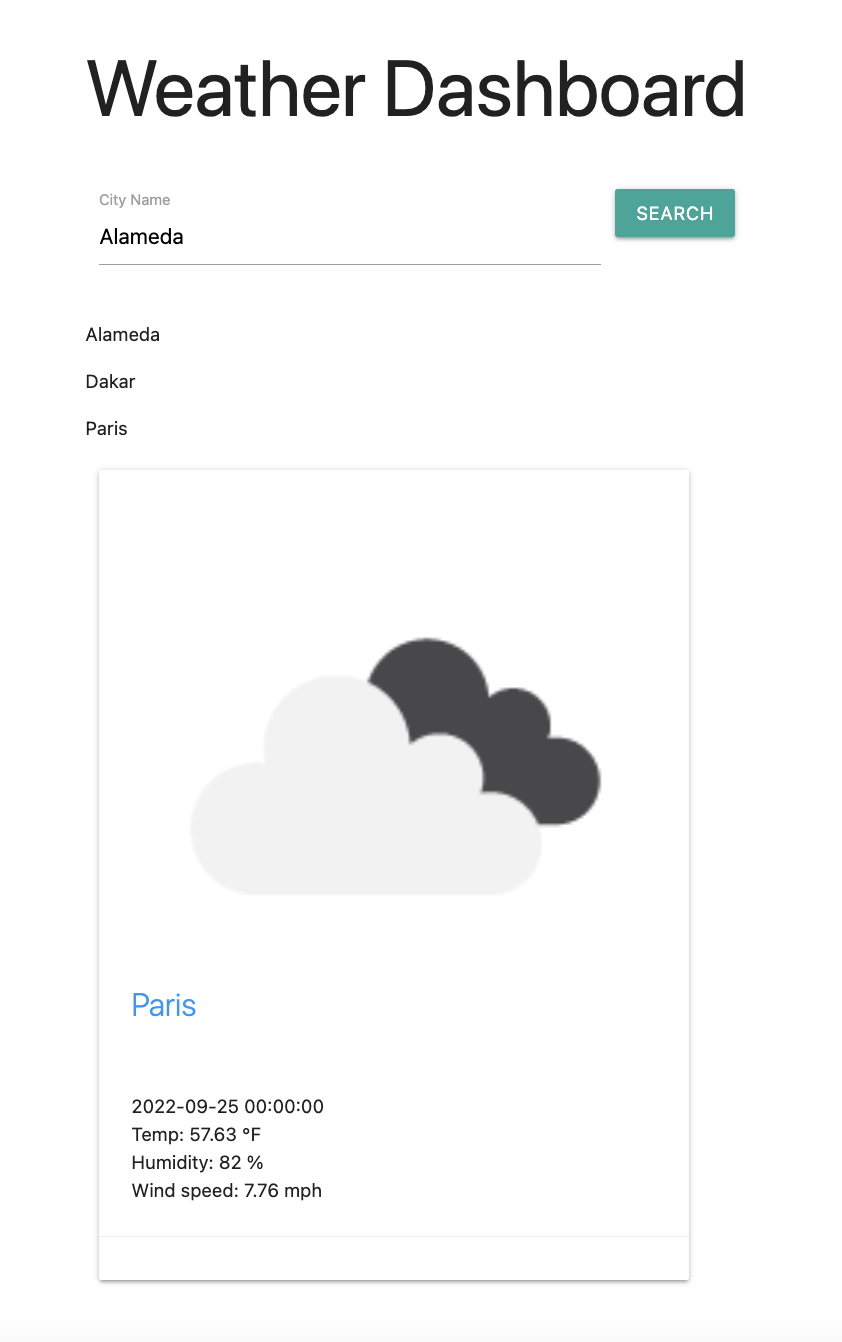 Weather Dashboard
City Name
Alameda
SEARCH
Alameda
Dakar
Paris
Paris
2022-09-25 00:00:00
Temp: 57.63 °F
Humidity: 82 %
Wind speed: 7.76 mph